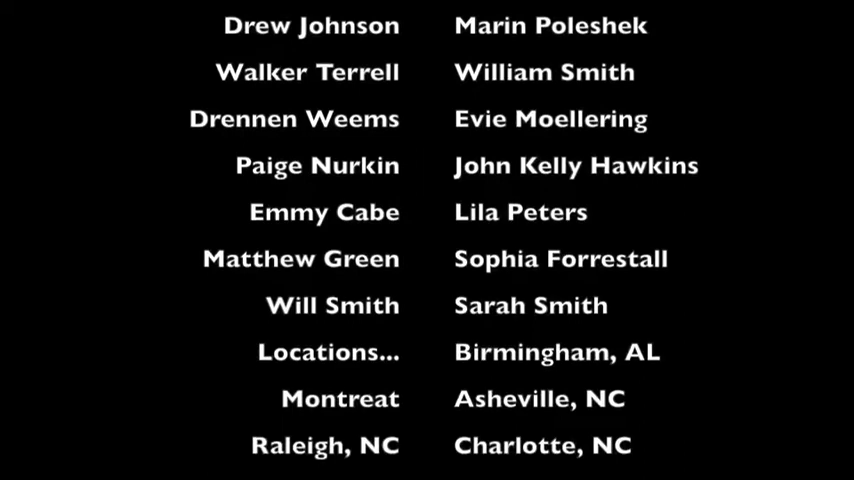 Drew Johnson Marin Poleshek
Walker Terrell William Smith
Drennen Weems Evie Moellering
Paige Nurkin John Kelly Hawkins
Emmy Cabe Lila Peters
Matthew Green Sophia Forrestall
Will Smith Sarah Smith
Locations... Birmingham, AL
Montreat Asheville, NC
Raleigh, NC Charlotte, NC